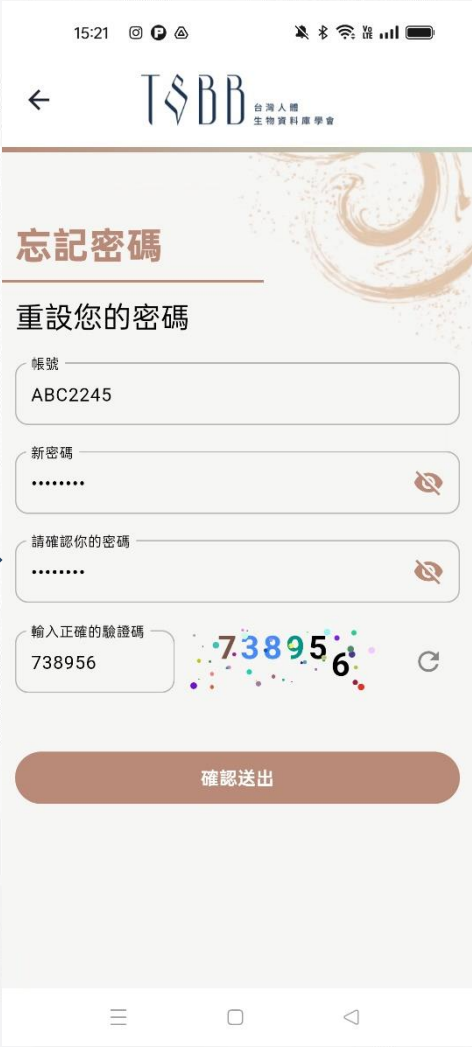 15:21
TSBB 台灣人體
生物資料庫學會
忘記密碼
重設您的密碼
帳號
ABC2245
新密碼
••••••••
請確認你的密碼
••••••••
輸入正確的驗證碼
738956
738956
確認送出